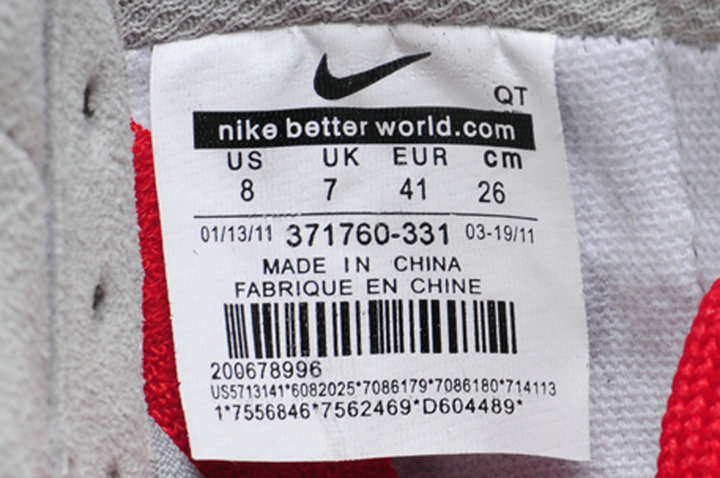 QT
nike better world.com
US UK EUR cm
8 7 41 26
01/13/11 371760-331 03-19/11
MADE IN CHINA
FABRIQUE EN CHINE
200678996
US5713141*6082025*7086179*7086180*714113
1*7556846*7562469*D604489*